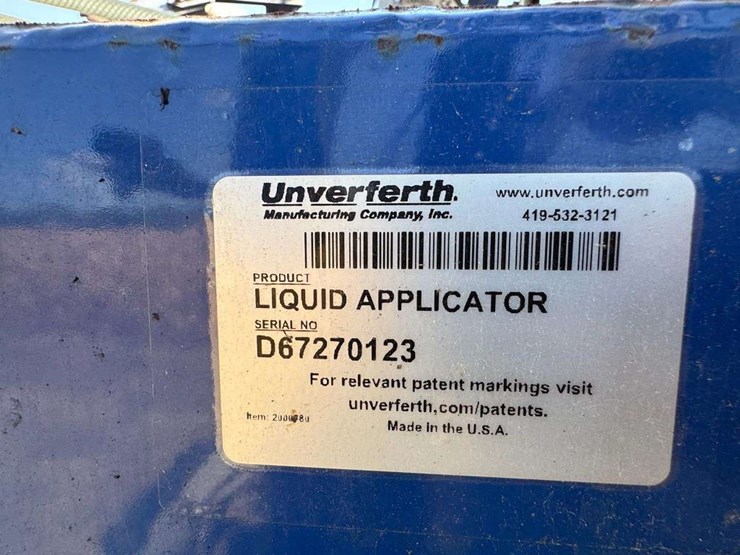 Unverferth.
www.unverferth.com
Manufacturing Company, Inc.
419-532-3121
PRODUCT
LIQUID APPLICATOR
SERIAL NO
D67270123
For relevant patent markings visit
unverferth.com/patents.
Item:
Made in the U.S.A.